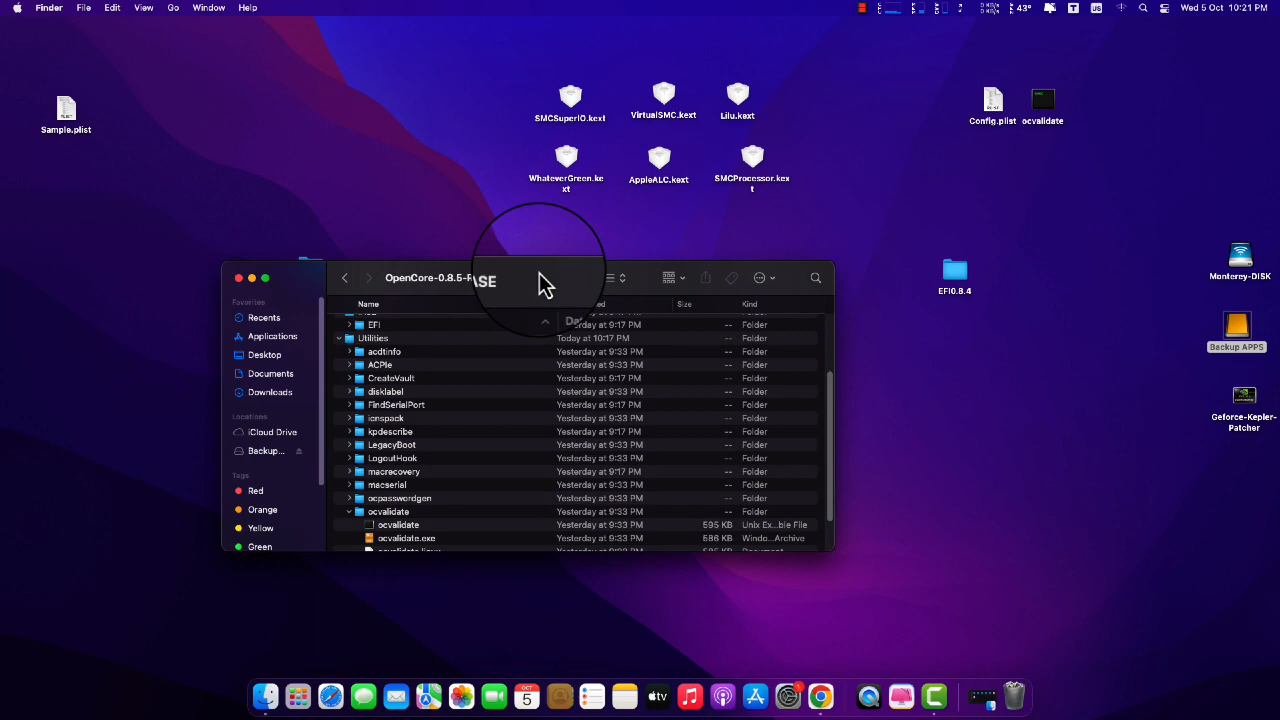 Finder File Edit View Go Window Help
43° T US Wed 5 Oct 10:21 PM
Sample.plist
SMCSuperIO.kext VirtualSMC.kext Lilu.kext
WhateverGreen.ke
xt
AppleALC.kext
SMCProcessor.kex
t
Config.plist ocvalidate
EFI0.8.4
Monterey-DISK
Backup APPS
Geforce-Kepler-
Patcher
Favorites
Recents
Applications
Desktop
Documents
Downloads
Locations
iCloud Drive
Backup...
Tags
Red
Orange
Yellow
Green
OpenCore-0.8.5-R ASE
Name Size Kind
EFI Yesterday at 9:17 PM -- Folder
Utilities Today at 10:17 PM -- Folder
acdtinfo Yesterday at 9:33 PM -- Folder
ACPIe Yesterday at 9:33 PM -- Folder
CreateVault Yesterday at 9:17 PM -- Folder
disklabel Yesterday at 9:33 PM -- Folder
FindSerialPort Yesterday at 9:17 PM -- Folder
icnspack Yesterday at 9:33 PM -- Folder
kpdescribe Yesterday at 9:17 PM -- Folder
LegacyBoot Yesterday at 9:33 PM -- Folder
LogoutHook Yesterday at 9:33 PM -- Folder
macrecovery Yesterday at 9:17 PM -- Folder
macserial Yesterday at 9:33 PM -- Folder
ocpasswordgen Yesterday at 9:33 PM -- Folder
ocvalidate Yesterday at 9:33 PM -- Folder
ocvalidate Yesterday at 9:33 PM 595 KB Unix Ex...ble File
ocvalidate.exe Yesterday at 9:33 PM 586 KB Windo...Archive
OCT
5
tv